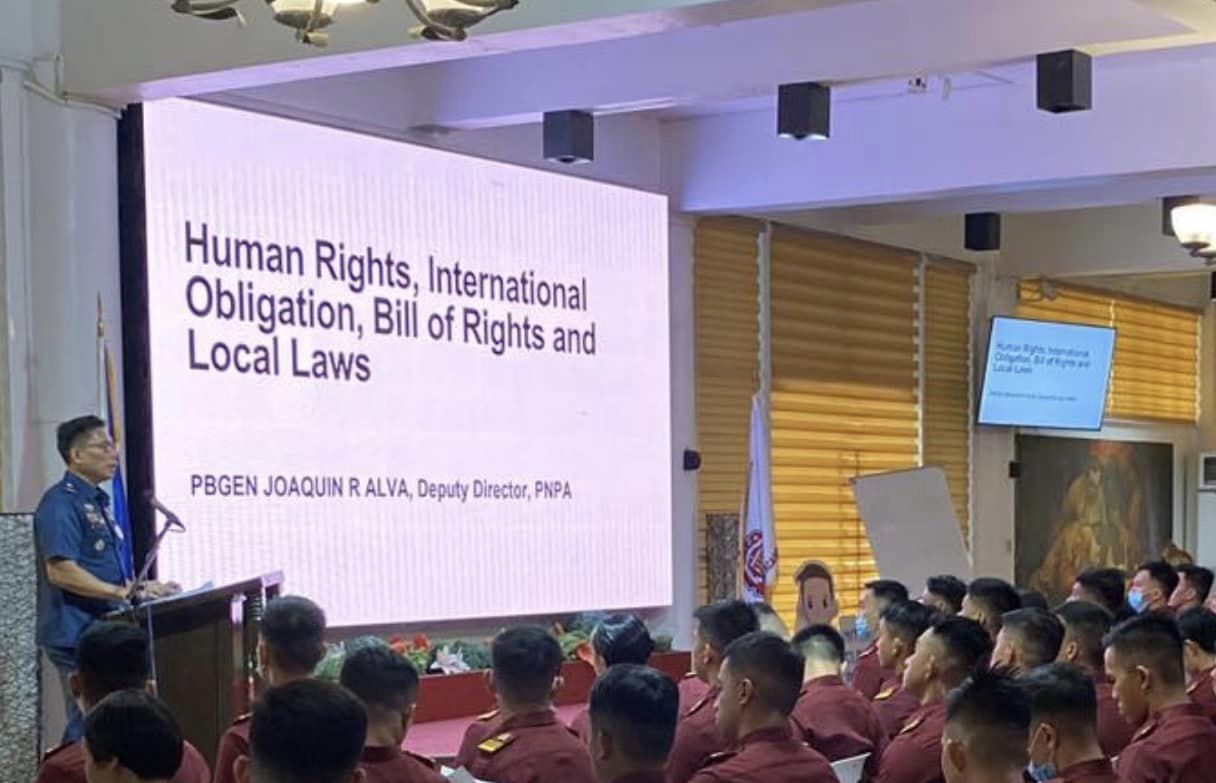 Human Rights, International
Obligation, Bill of Rights and
Local Laws
PBGEN JOAQUIN R ALVA, Deputy Director, PNPA
Human Rights, International
Obligation, Bill of Rights and
Local Laws